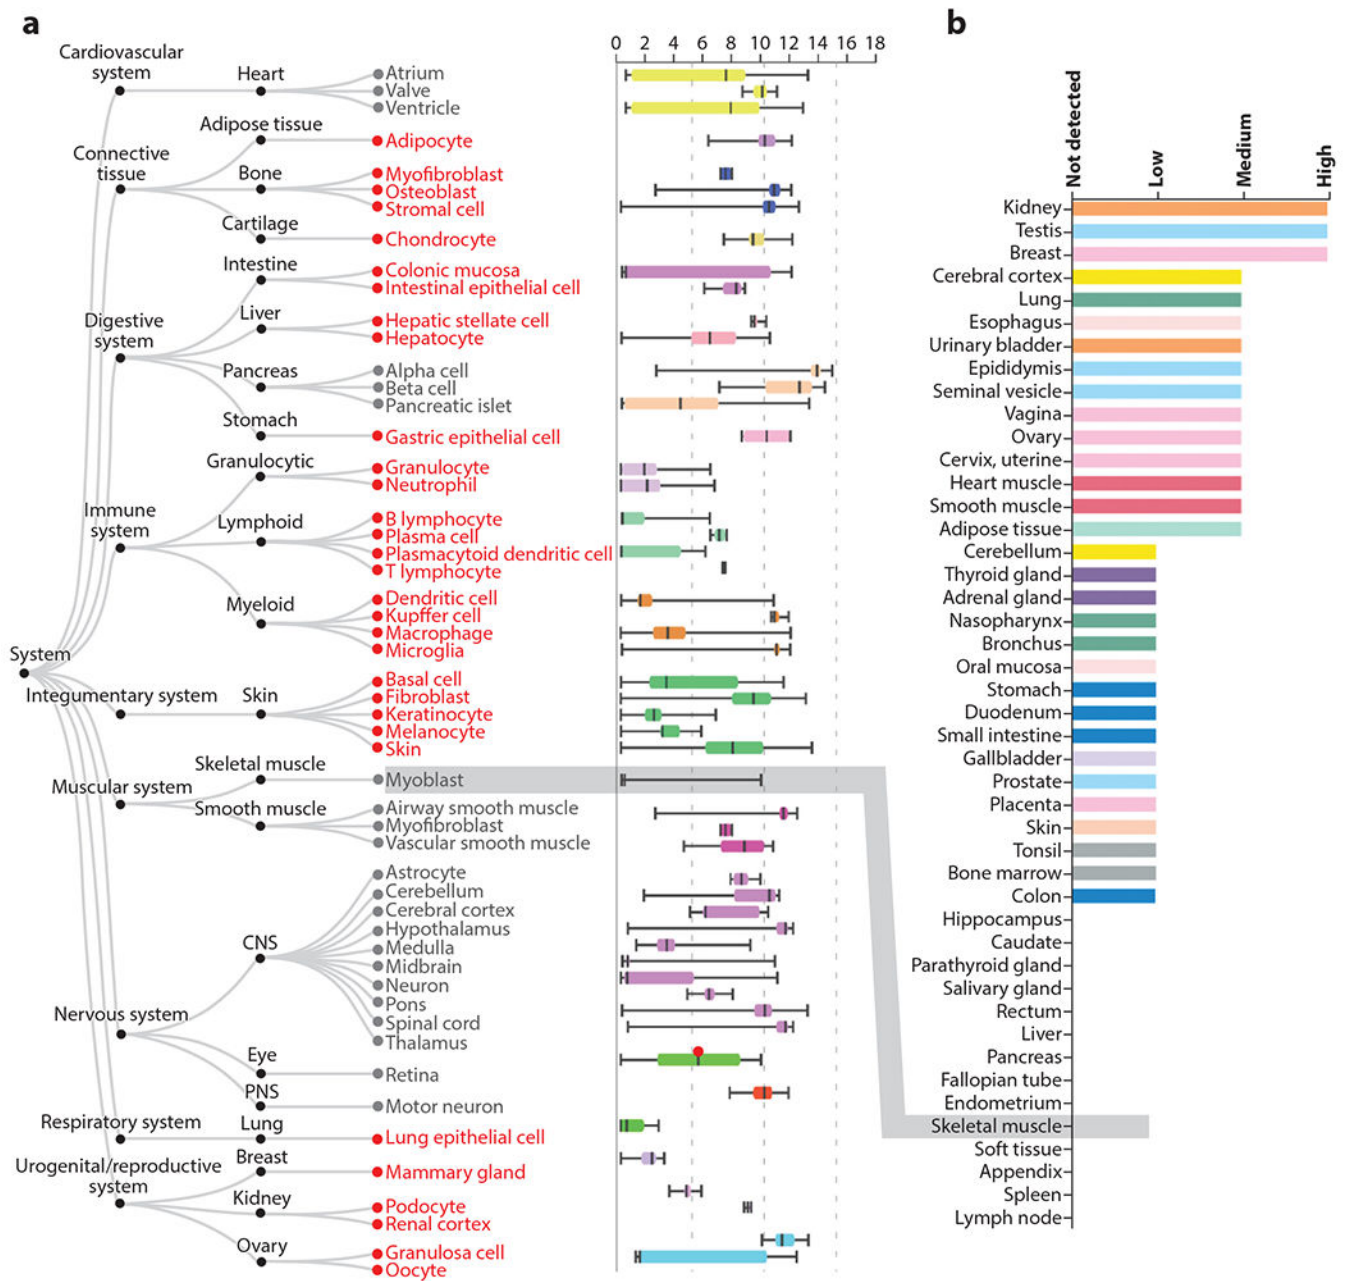 a
Cardiovascular
system
Heart
Atrium
Valve
Ventricle
Connective
tissue
Adipose tissue
Adipocyte
Bone
Myofibroblast
Osteoblast
Stromal cell
Cartilage
Chondrocyte
Digestive
system
Intestine
Colonic mucosa
Intestinal epithelial cell
Liver
Hepatic stellate cell
Hepatocyte
Pancreas
Alpha cell
Beta cell
Pancreatic islet
Stomach
Gastric epithelial cell
Immune
system
Granulocytic
Granulocyte
Neutrophil
Lymphoid
B lymphocyte
Plasma cell
Plasmacytoid dendritic cell
T lymphocyte
Myeloid
Dendritic cell
Kupffer cell
Macrophage
Microglia
System
Integumentary system
Skin
Basal cell
Fibroblast
Keratinocyte
Melanocyte
Skin
Muscular system
Skeletal muscle
Myoblast
Smooth muscle
Airway smooth muscle
Myofibroblast
Vascular smooth muscle
Nervous system
CNS
Astrocyte
Cerebellum
Cerebral cortex
Hypothalamus
Medulla
Midbrain
Neuron
Pons
Spinal cord
Thalamus
Eye
Retina
PNS
Motor neuron
Respiratory system
Lung
Lung epithelial cell
Urogenital/reproductive
system
Breast
Mammary gland
Kidney
Podocyte
Renal cortex
Ovary
Granulosa cell
Oocyte
0 2 4 6 8 10 12 14 16 18
b
Not detected
Low
Medium
High
Kidney
Testis
Breast
Cerebral cortex
Lung
Esophagus
Urinary bladder
Epididymis
Seminal vesicle
Vagina
Ovary
Cervix, uterine
Heart muscle
Smooth muscle
Adipose tissue
Cerebellum
Thyroid gland
Adrenal gland
Nasopharynx
Bronchus
Oral mucosa
Stomach
Duodenum
Small intestine
Gallbladder
Prostate
Placenta
Skin
Tonsil
Bone marrow
Colon
Hippocampus
Caudate
Parathyroid gland
Salivary gland
Rectum
Liver
Pancreas
Fallopian tube
Endometrium
Skeletal muscle
Soft tissue
Appendix
Spleen
Lymph node